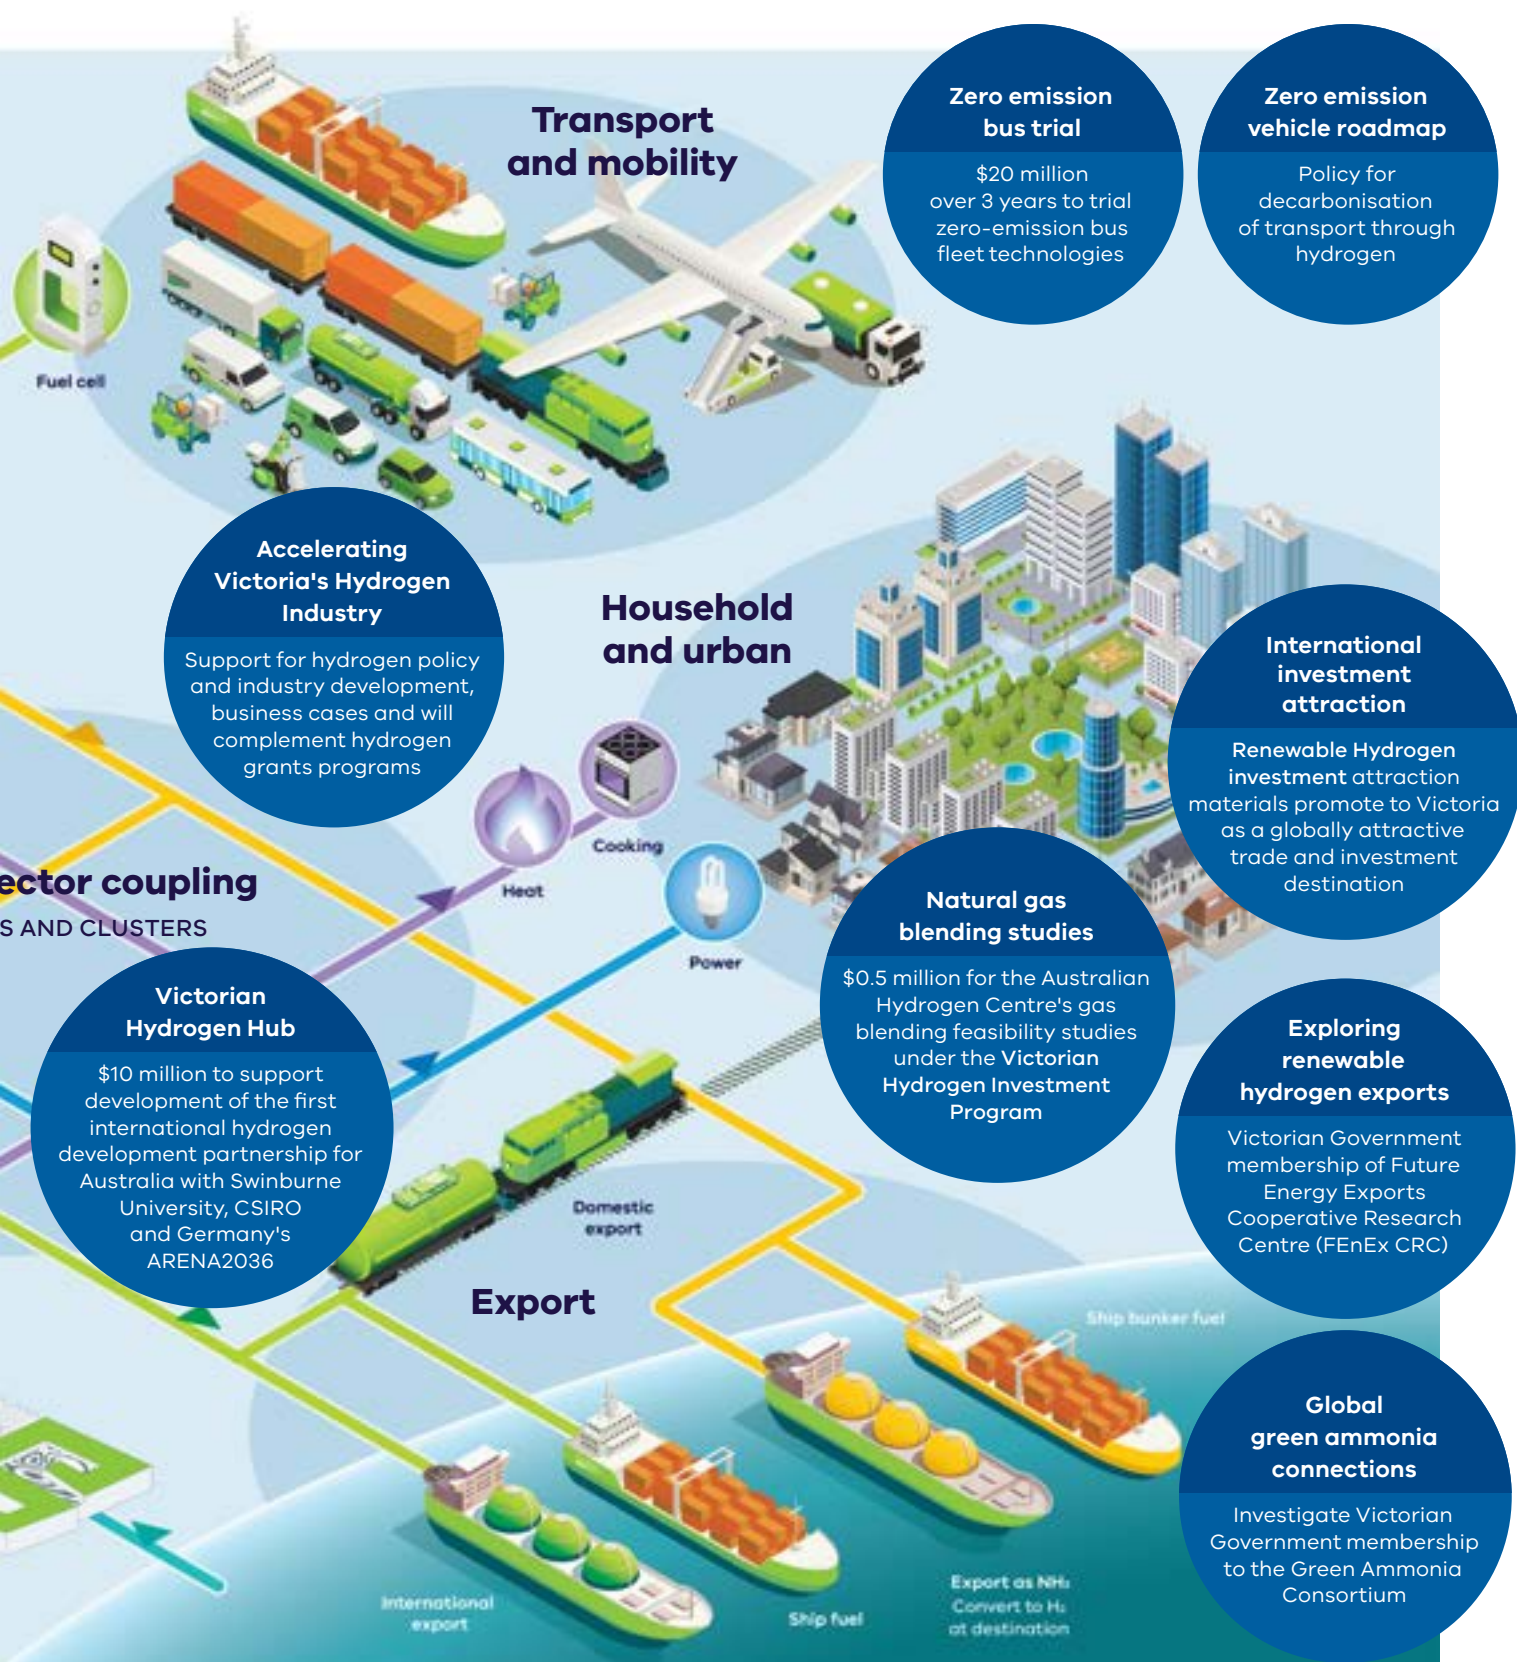 Transport
and mobility
Zero emission
bus trial
$20 million
over 3 years to trial
zero-emission bus
fleet technologies
Zero emission
vehicle roadmap
Policy for
decarbonisation
of transport through
hydrogen
Fuel cell
Accelerating
Victoria's Hydrogen
Industry
Support for hydrogen policy
and industry development,
business cases and will
complement hydrogen
grants programs
Household
and urban
International
investment
attraction
Renewable Hydrogen
investment attraction
materials promote to Victoria
as a globally attractive
trade and investment
destination
Cooking
Heat
Power
ector coupling
S AND CLUSTERS
Natural gas
blending studies
$0.5 million for the Australian
Hydrogen Centre's gas
blending feasibility studies
under the Victorian
Hydrogen Investment
Program
Victorian
Hydrogen Hub
$10 million to support
development of the first
international hydrogen
development partnership for
Australia with Swinburne
University, CSIRO
and Germany's
ARENA2036
Exploring
renewable
hydrogen exports
Victorian Government
membership of Future
Energy Exports
Cooperative Research
Centre (FEnEx CRC)
Domestic
export
Export
Ship bunker fuel
Global
green ammonia
connections
Investigate Victorian
Government membership
to the Green Ammonia
Consortium
International
export
Ship fuel
Export as NH₃
Convert to H₂
at destination